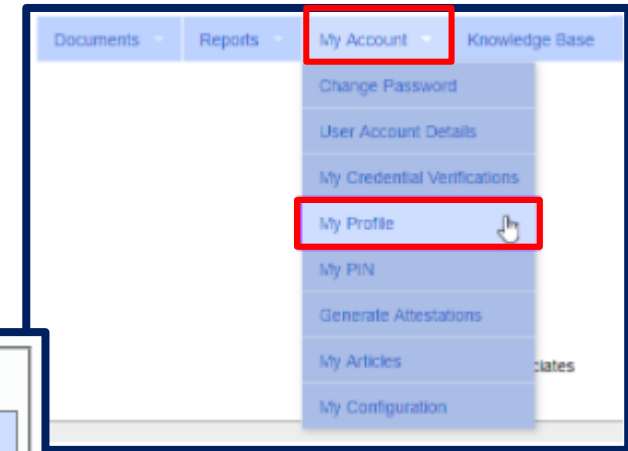 Documents Reports My Account Knowledge Base
Change Password
User Account Details
My Credential Verifications
My Profile
My PIN
Generate Attestations
My Articles
ciates
My Configuration